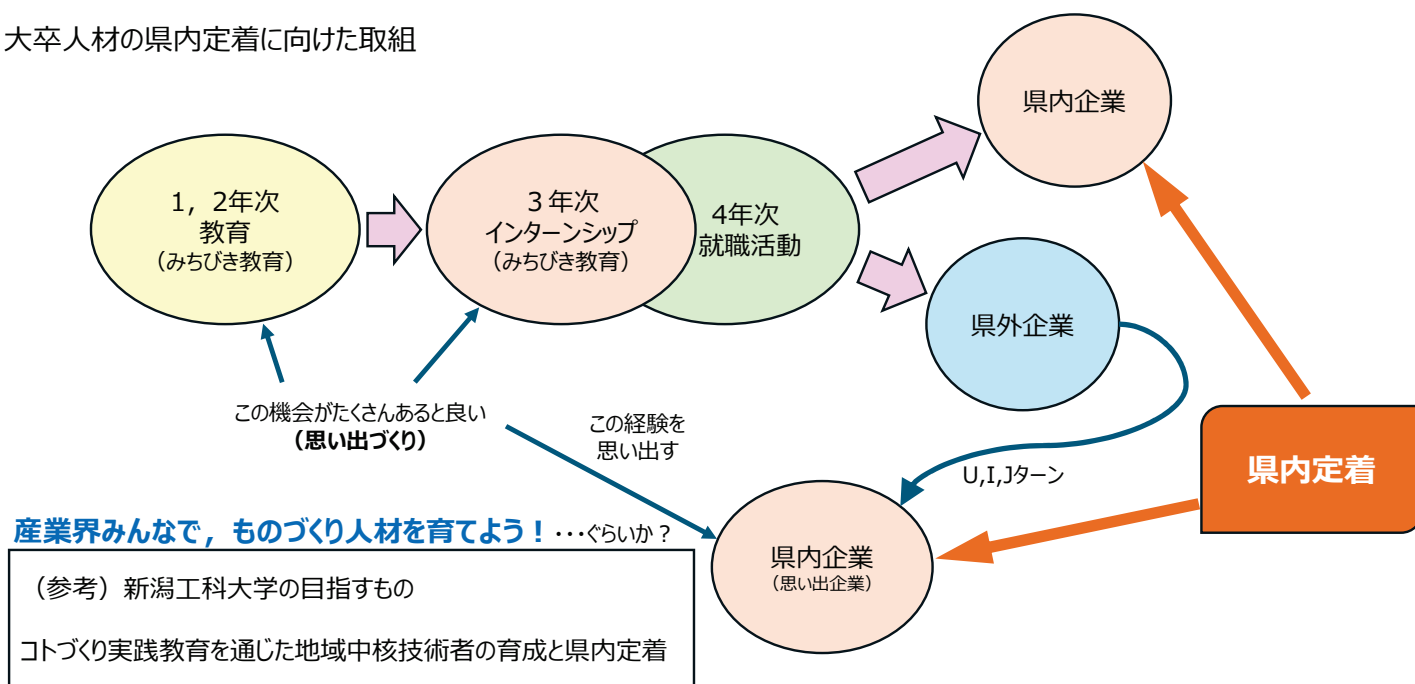 大卒人材の県内定着に向けた取組
1，2年次
教育
（みちびき教育）
３年次
インターンシップ
（みちびき教育）
4年次
就職活動
県内企業
県外企業
この機会がたくさんあると良い
（思い出づくり）
この経験を
思い出す
U,I,Jターン
県内定着
県内企業
（思い出企業）
産業界みんなで，ものづくり人材を育てよう！・・・ぐらいか？
（参考）新潟工科大学の目指すもの
コトづくり実践教育を通じた地域中核技術者の育成と県内定着